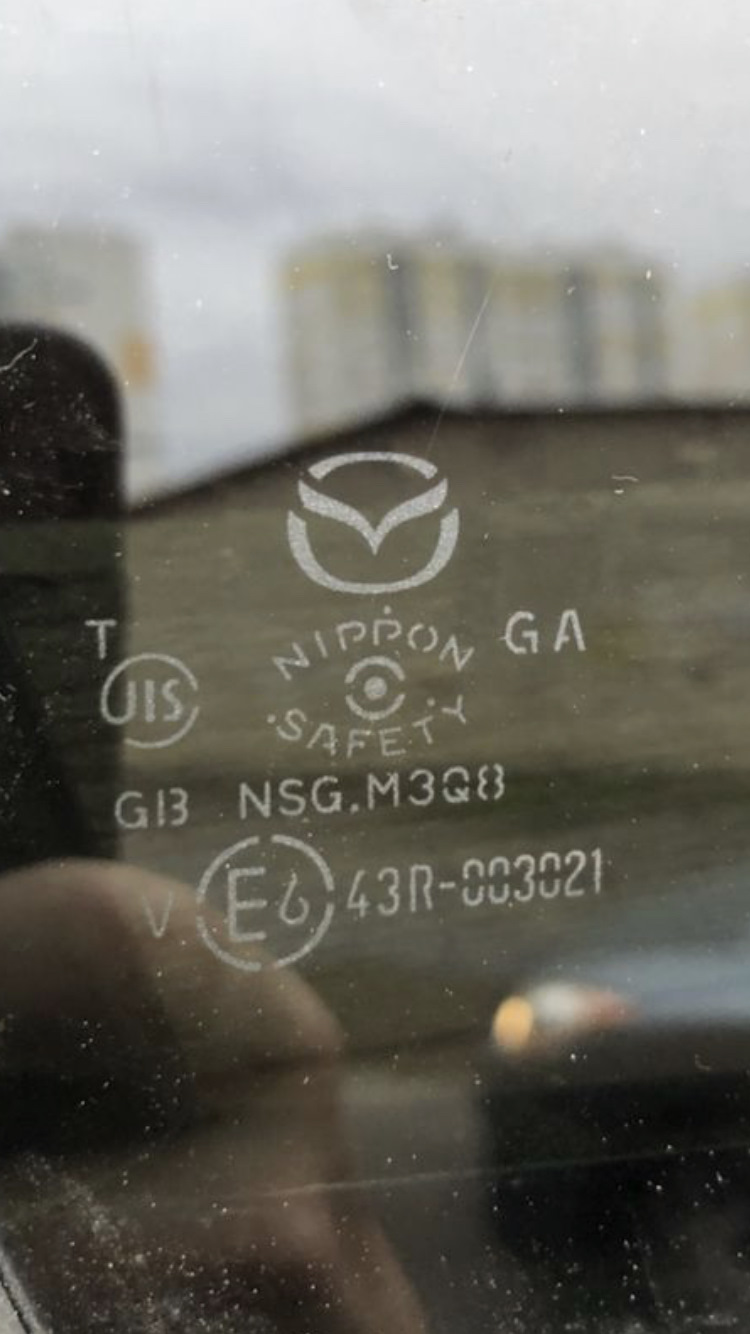 NIPPON GA
T
JIS
SAFETY
GB NSG.M3Q8
V E6 43R-003021